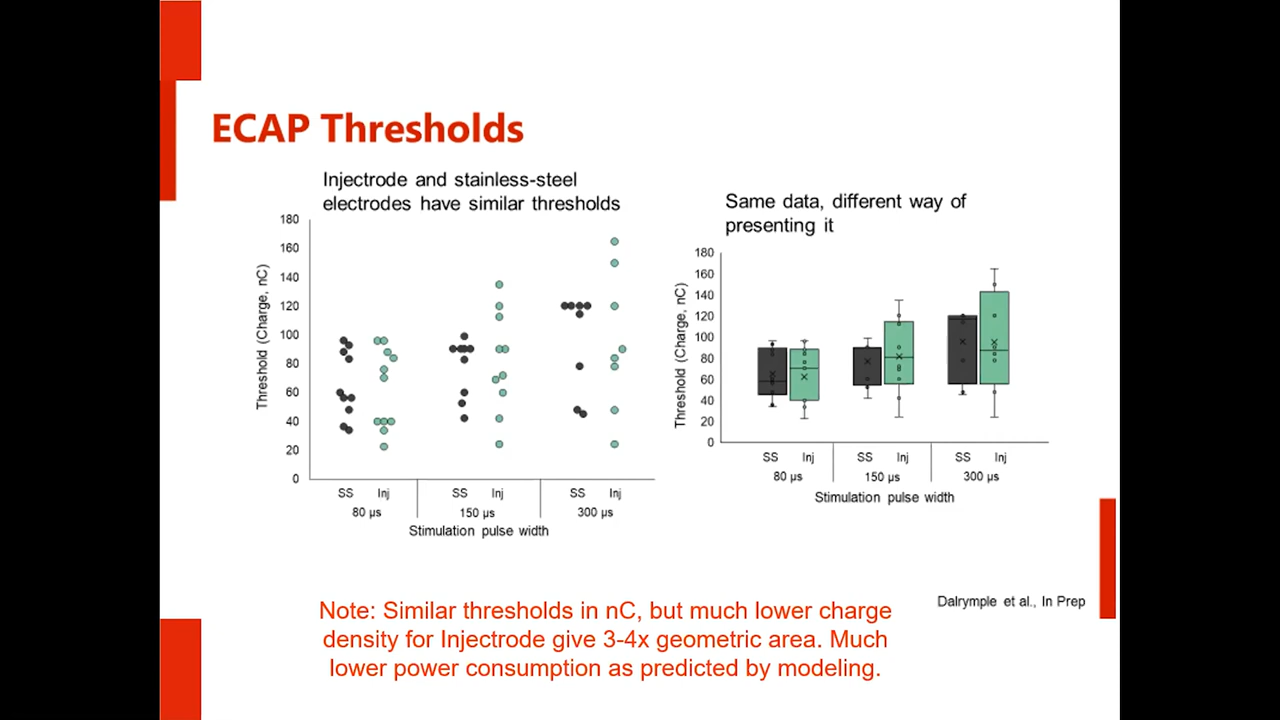 ECAP Thresholds
Injectrode and stainless-steel
electrodes have similar thresholds
180
160
140
120
100
80
60
40
20
0
Threshold (Charge, nC)
SS Inj SS Inj SS Inj
80 µs 150 µs 300 µs
Stimulation pulse width
Same data, different way of
presenting it
180
160
140
120
100
80
60
40
20
0
Threshold (Charge, nC)
SS Inj SS Inj SS Inj
80 µs 150 µs 300 µs
Stimulation pulse width
Dalrymple et al., In Prep
Note: Similar thresholds in nC, but much lower charge
density for Injectrode give 3-4x geometric area. Much
lower power consumption as predicted by modeling.